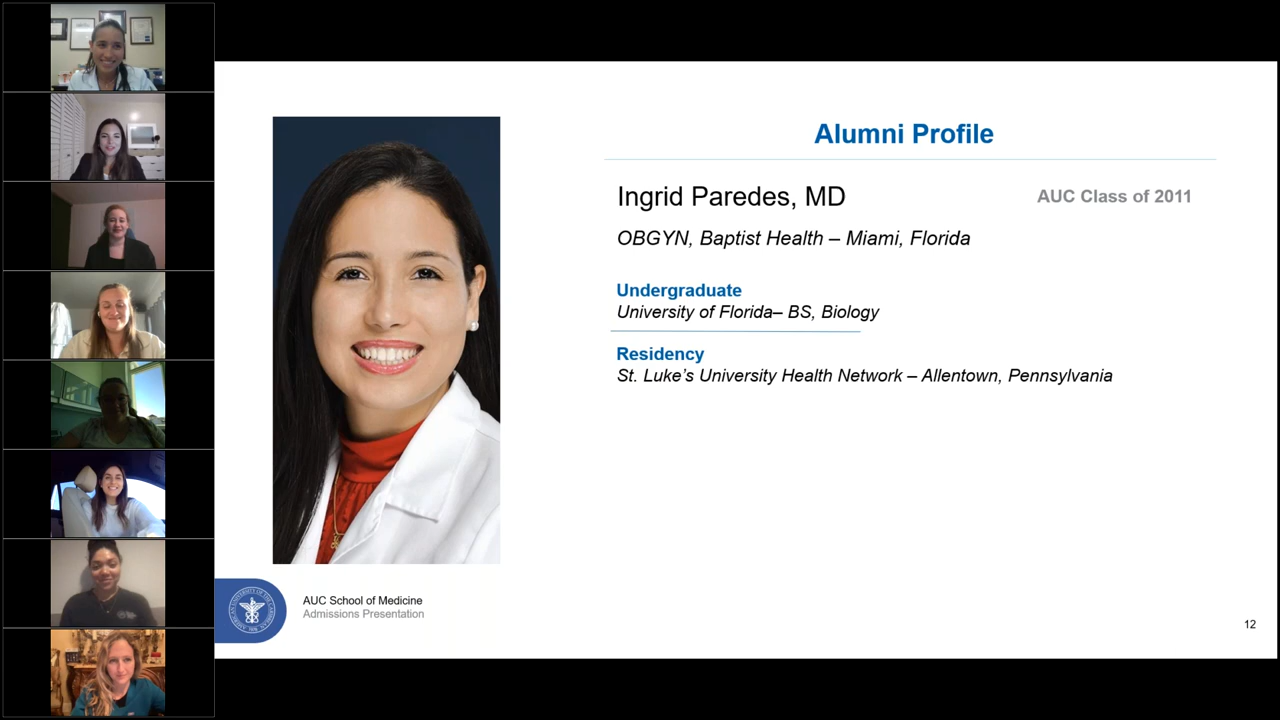 Alumni Profile
Ingrid Paredes, MD
AUC Class of 2011
OBGYN, Baptist Health – Miami, Florida
Undergraduate
University of Florida– BS, Biology
Residency
St. Luke’s University Health Network – Allentown, Pennsylvania
AUC School of Medicine
Admissions Presentation
12